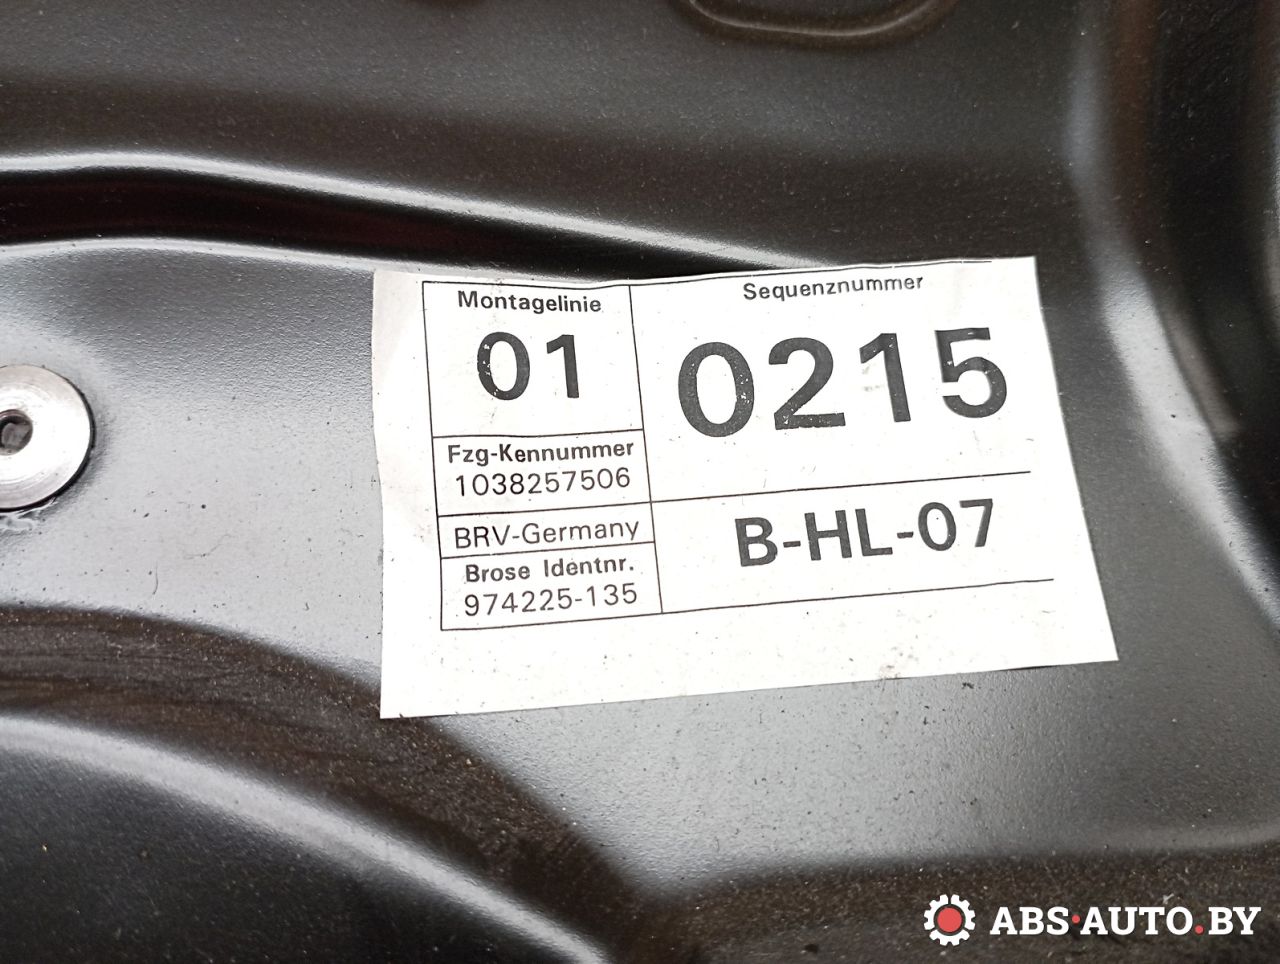 Montagelinie
01
Sequenznummer
0215
Fzg-Kennummer
1038257506
BRV-Germany
Brose Identnr.
974225-135
B-HL-07
ABS·AUTO.BY